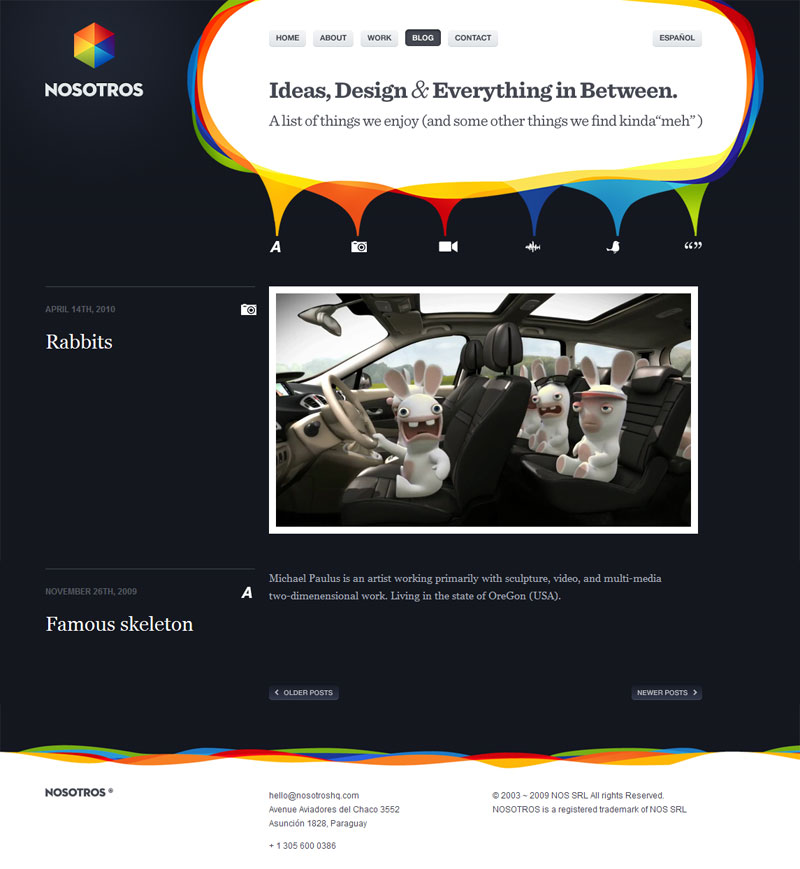 NOSOTROS
HOME ABOUT WORK BLOG CONTACT ESPAÑOL
Ideas, Design & Everything in Between.
A list of things we enjoy (and some other things we find kinda“meh” )
A “”
APRIL 14TH, 2010
Rabbits
NOVEMBER 26TH, 2009 A
Famous skeleton
Michael Paulus is an artist working primarily with sculpture, video, and multi-media
two-dimenensional work. Living in the state of OreGon (USA).
OLDER POSTS NEWER POSTS
NOSOTROS ®
hello@nosotroshq.com
Avenue Aviadores del Chaco 3552
Asunción 1828, Paraguay
+ 1 305 600 0386
© 2003 ~ 2009 NOS SRL All rights Reserved.
NOSOTROS is a registered trademark of NOS SRL